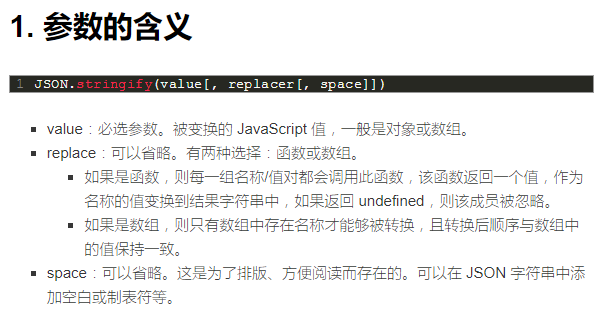 1. 参数的含义
1 JSON.stringify(value[, replacer[, space]])
value：必选参数。被变换的 JavaScript 值，一般是对象或数组。
replace：可以省略。有两种选择：函数或数组。
如果是函数，则每一组名称/值对都会调用此函数，该函数返回一个值，作为
名称的值变换到结果字符串中，如果返回 undefined，则该成员被忽略。
如果是数组，则只有数组中存在名称才能够被转换，且转换后顺序与数组中
的值保持一致。
space：可以省略。这是为了排版、方便阅读而存在的。可以在 JSON 字符串中添
加空白或制表符等。